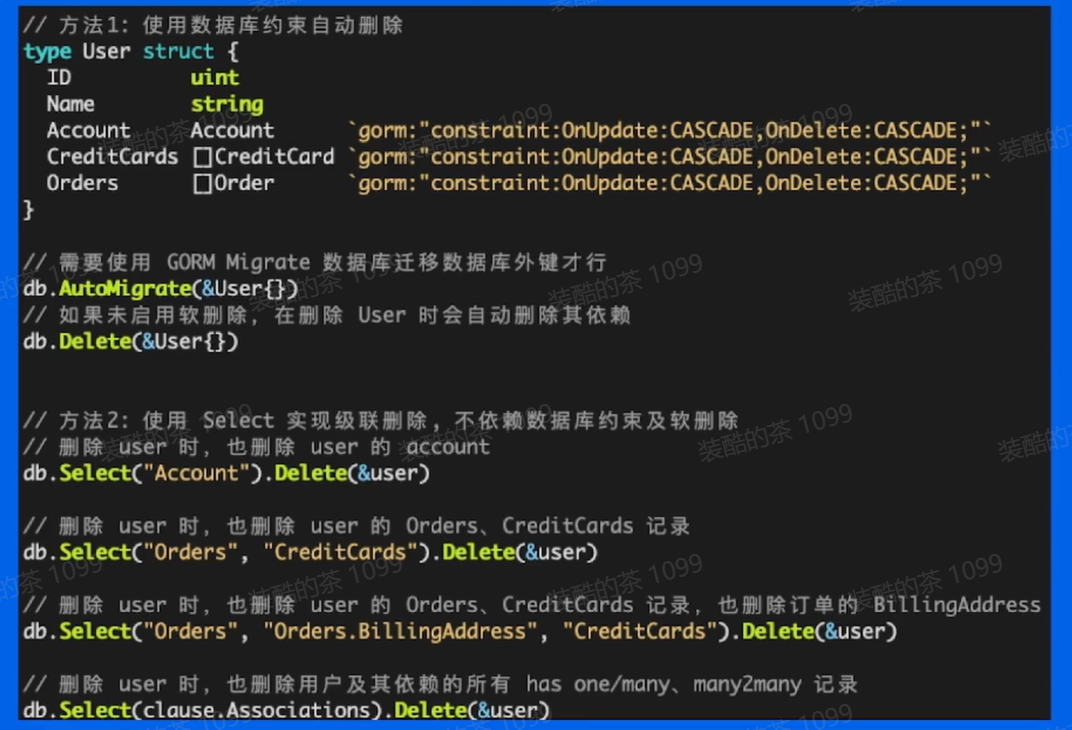 // 方法1: 使用数据库约束自动删除
type User struct {
  ID          uint
  Name        string
  Account     Account      `gorm:"constraint:OnUpdate:CASCADE,OnDelete:CASCADE;"`
  CreditCards []CreditCard `gorm:"constraint:OnUpdate:CASCADE,OnDelete:CASCADE;"`
  Orders      []Order      `gorm:"constraint:OnUpdate:CASCADE,OnDelete:CASCADE;"`
}
// 需要使用 GORM Migrate 数据库迁移数据库外键才行
db.AutoMigrate(&User{})
// 如果未启用软删除, 在删除 User 时会自动删除其依赖
db.Delete(&User{})
// 方法2: 使用 Select 实现级联删除, 不依赖数据库约束及软删除
// 删除 user 时, 也删除 user 的 account
db.Select("Account").Delete(&user)
// 删除 user 时, 也删除 user 的 Orders、CreditCards 记录
db.Select("Orders", "CreditCards").Delete(&user)
// 删除 user 时, 也删除 user 的 Orders、CreditCards 记录, 也删除订单的 BillingAddress
db.Select("Orders", "Orders.BillingAddress", "CreditCards").Delete(&user)
// 删除 user 时, 也删除用户及其依赖的所有 has one/many、many2many 记录
db.Select(clause.Associations).Delete(&user)
装酷的茶 1099